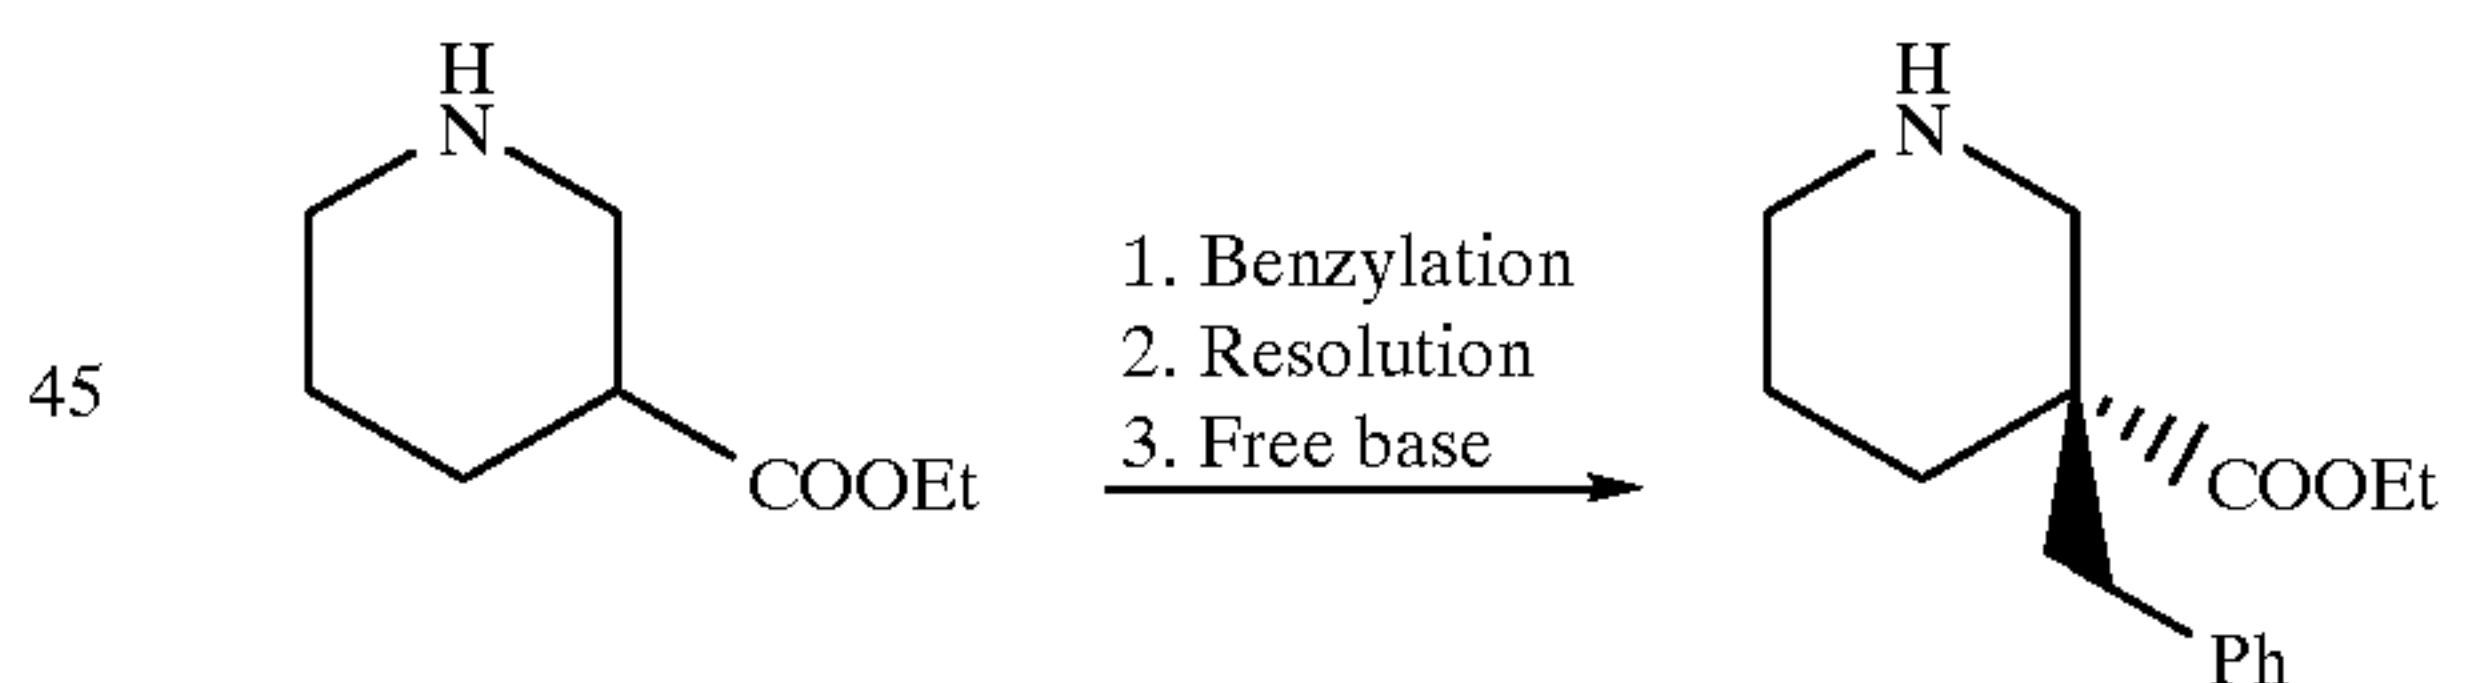 H
N
H
N
1. Benzylation
2. Resolution
45
3. Free base
COOEt
COOEt
Ph